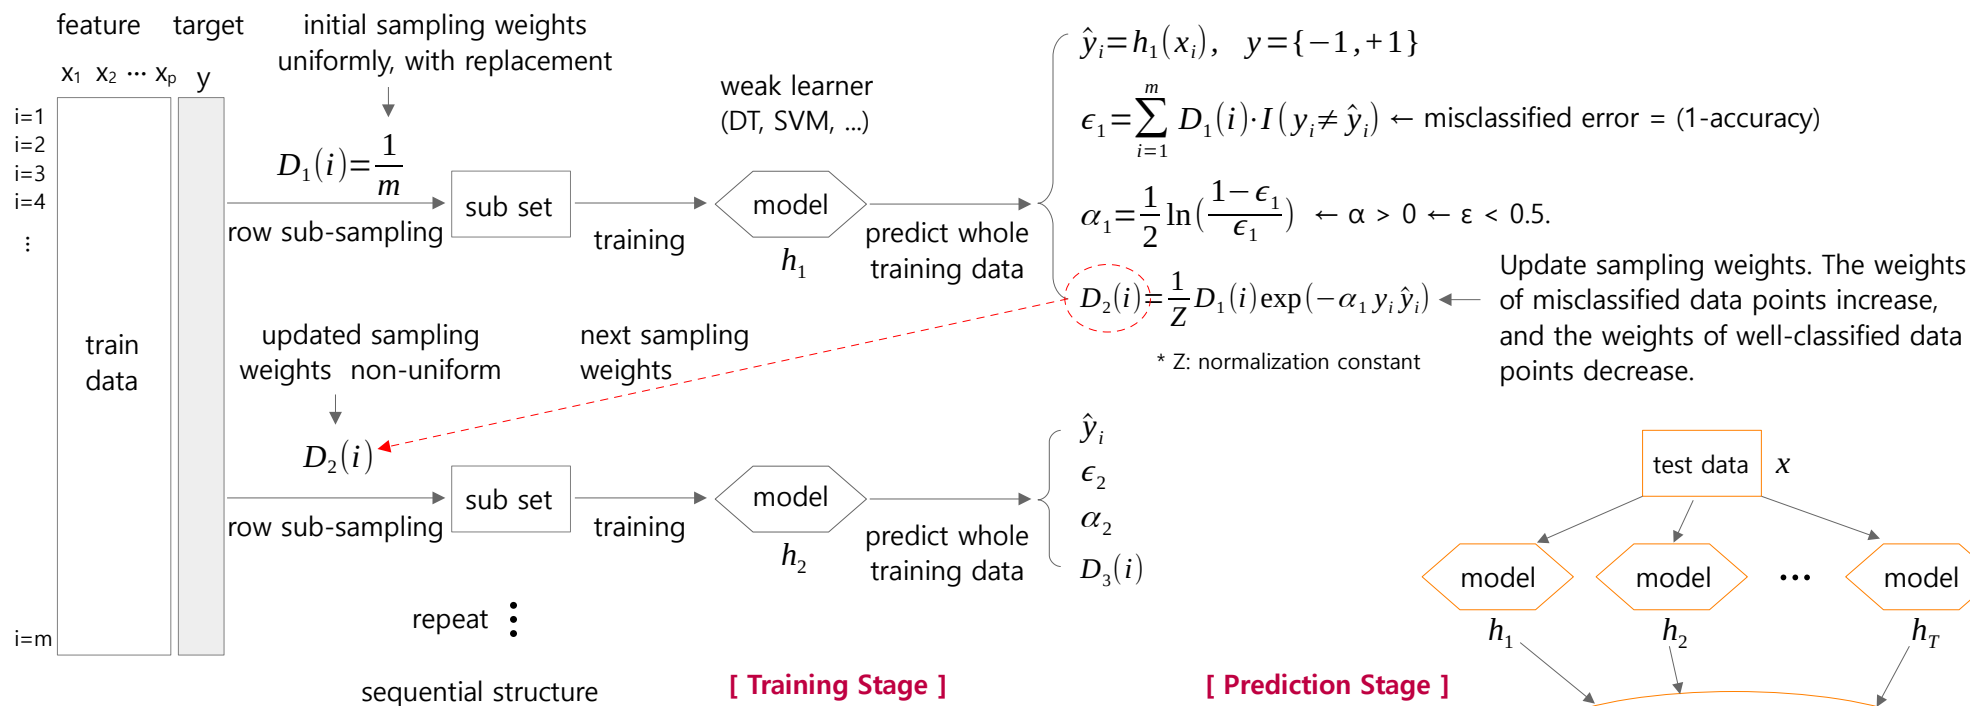 feature target
x₁ x₂ ··· xₚ y
i=1
i=2
i=3
i=4
⋮
i=m
train
data
initial sampling weights
uniformly, with replacement
D₁(i)=1/m
row sub-sampling
sub set
training
weak learner
(DT, SVM, ...)
model
h₁
predict whole
training data
ŷᵢ=h₁(xᵢ), y={−1,+1}
ϵ₁=∑_{i=1}^{m} D₁(i)·I(yᵢ≠ŷᵢ) ← misclassified error = (1-accuracy)
α₁=1/2 ln((1−ϵ₁)/ϵ₁) ← α > 0 ← ε < 0.5.
D₂(i)=1/Z D₁(i)exp(−α₁yᵢŷᵢ)
* Z: normalization constant
Update sampling weights. The weights
of misclassified data points increase,
and the weights of well-classified data
points decrease.
updated sampling
weights non-uniform
next sampling
weights
D₂(i)
row sub-sampling
sub set
training
model
h₂
predict whole
training data
ŷᵢ
ϵ₂
α₂
D₃(i)
repeat ⋮
sequential structure
[ Training Stage ]
test data x
model model ··· model
h₁ h₂ h_T
[ Prediction Stage ]